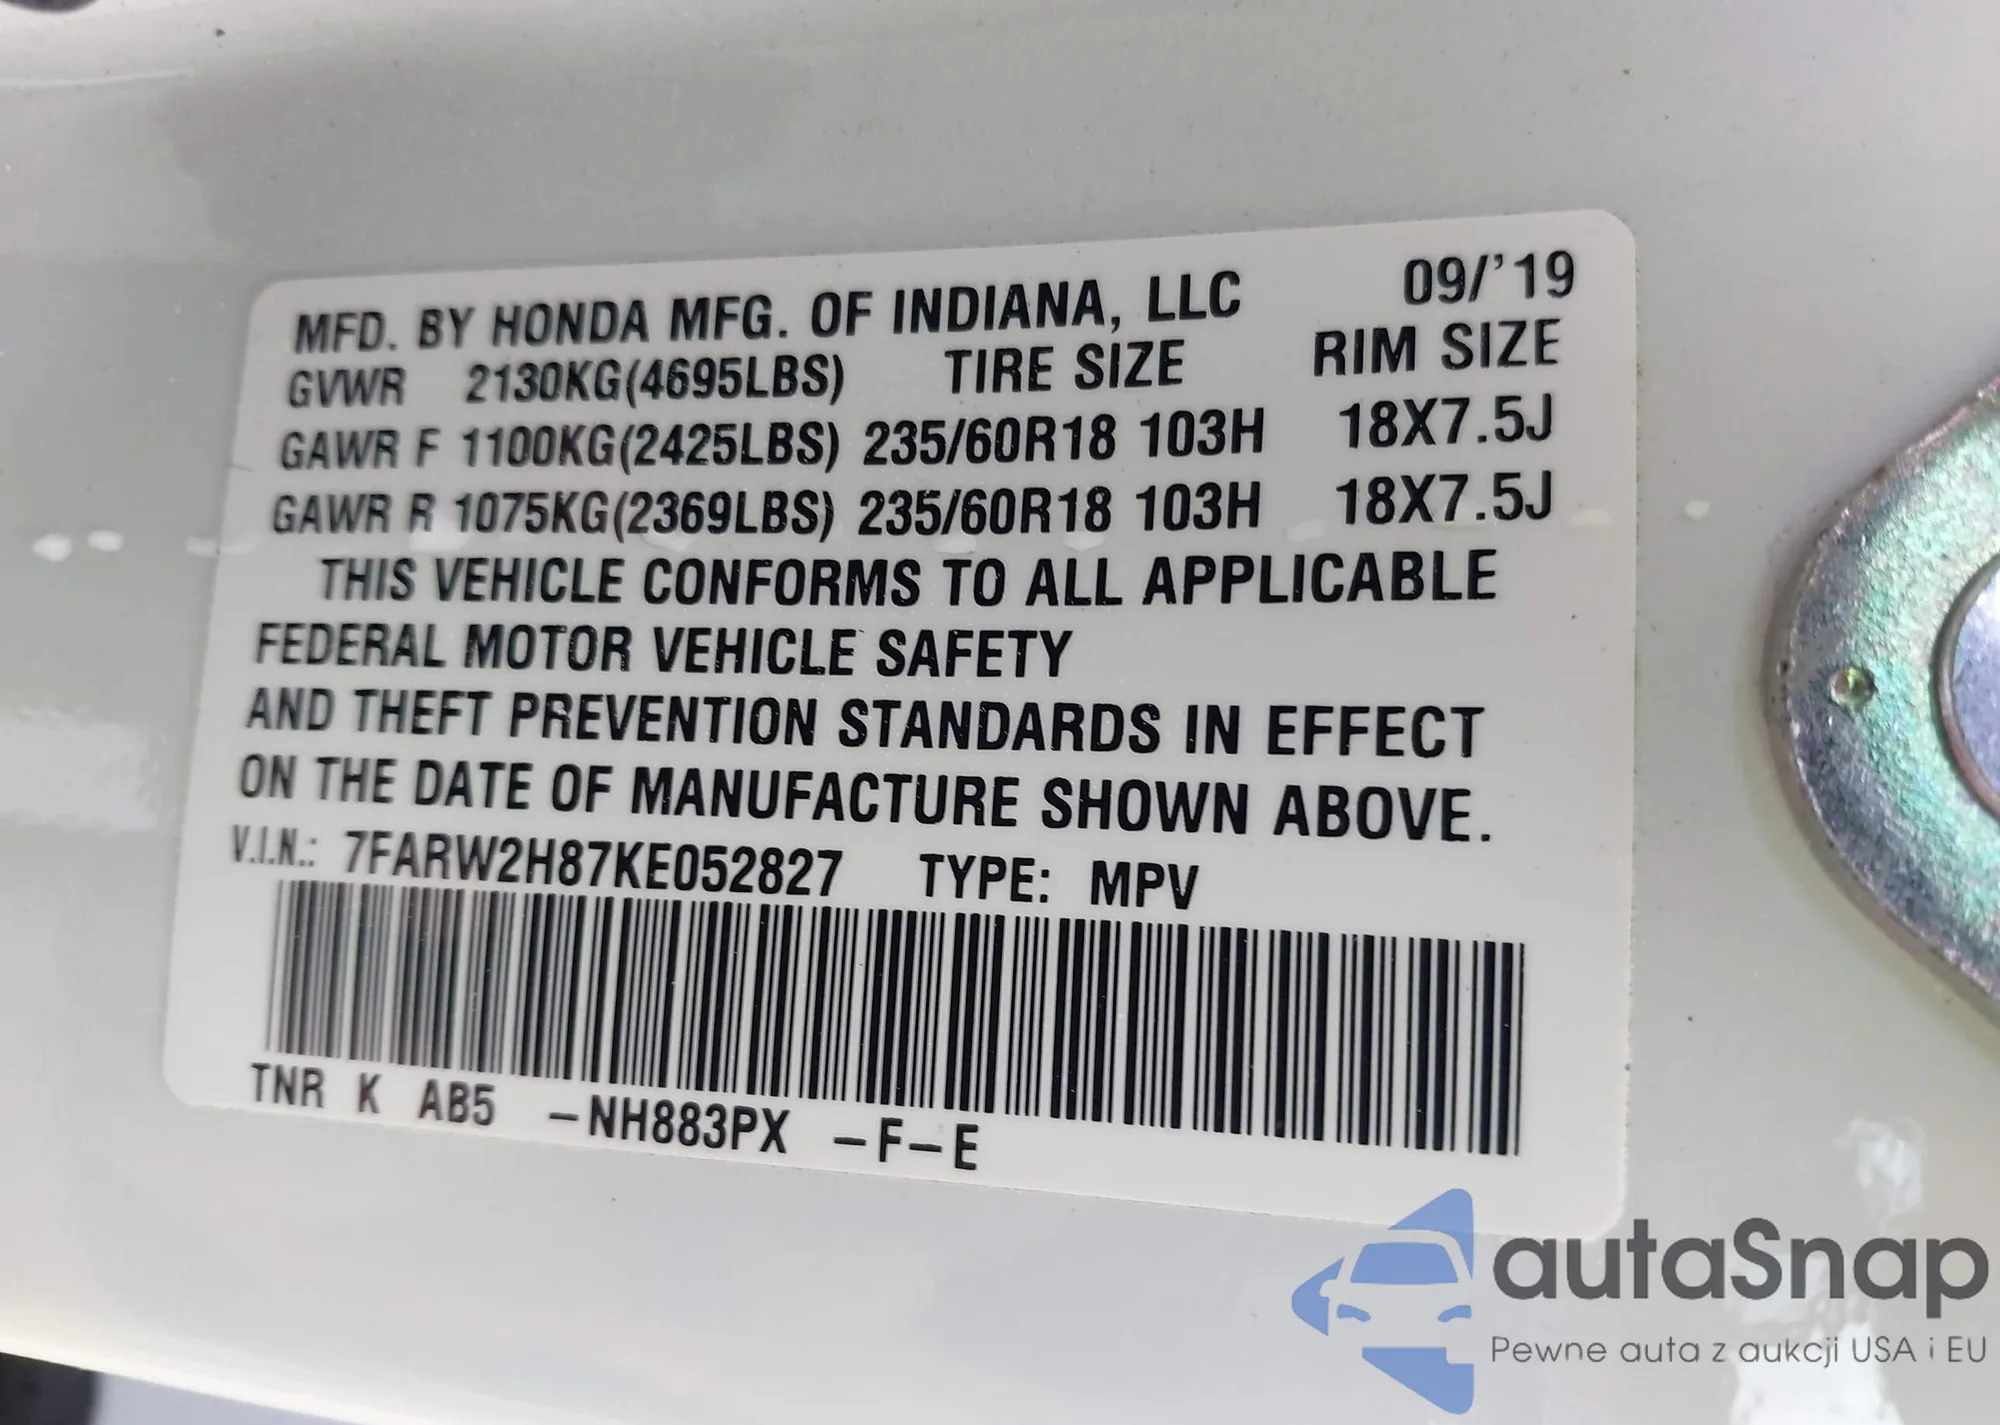 MFD. BY HONDA MFG. OF INDIANA, LLC 09/'19
GVWR 2130KG(4695LBS) TIRE SIZE RIM SIZE
GAWR F 1100KG(2425LBS) 235/60R18 103H 18X7.5J
GAWR R 1075KG(2369LBS) 235/60R18 103H 18X7.5J
THIS VEHICLE CONFORMS TO ALL APPLICABLE
FEDERAL MOTOR VEHICLE SAFETY
AND THEFT PREVENTION STANDARDS IN EFFECT
ON THE DATE OF MANUFACTURE SHOWN ABOVE.
V.I.N.: 7FARW2H87KE052827 TYPE: MPV
TNR K AB5 –NH883PX –F–E
autaSnap
Pewne auta z aukcji USA i EU